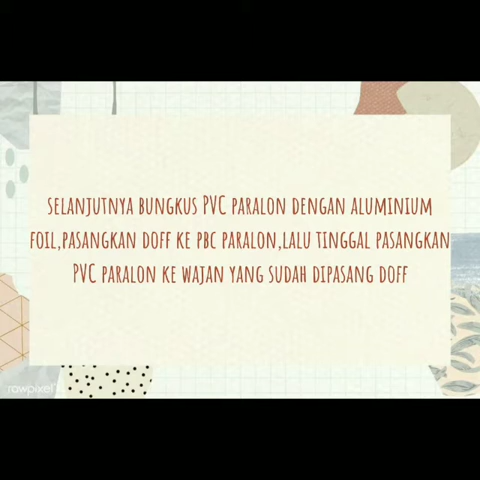 SELANJUTNYA BUNGKUS PVC PARALON DENGAN ALUMINIUM
FOIL,PASANGKAN DOFF KE PBC PARALON,LALU TINGGAL PASANGKAN
PVC PARALON KE WAJAN YANG SUDAH DIPASANG DOFF
rawpixel